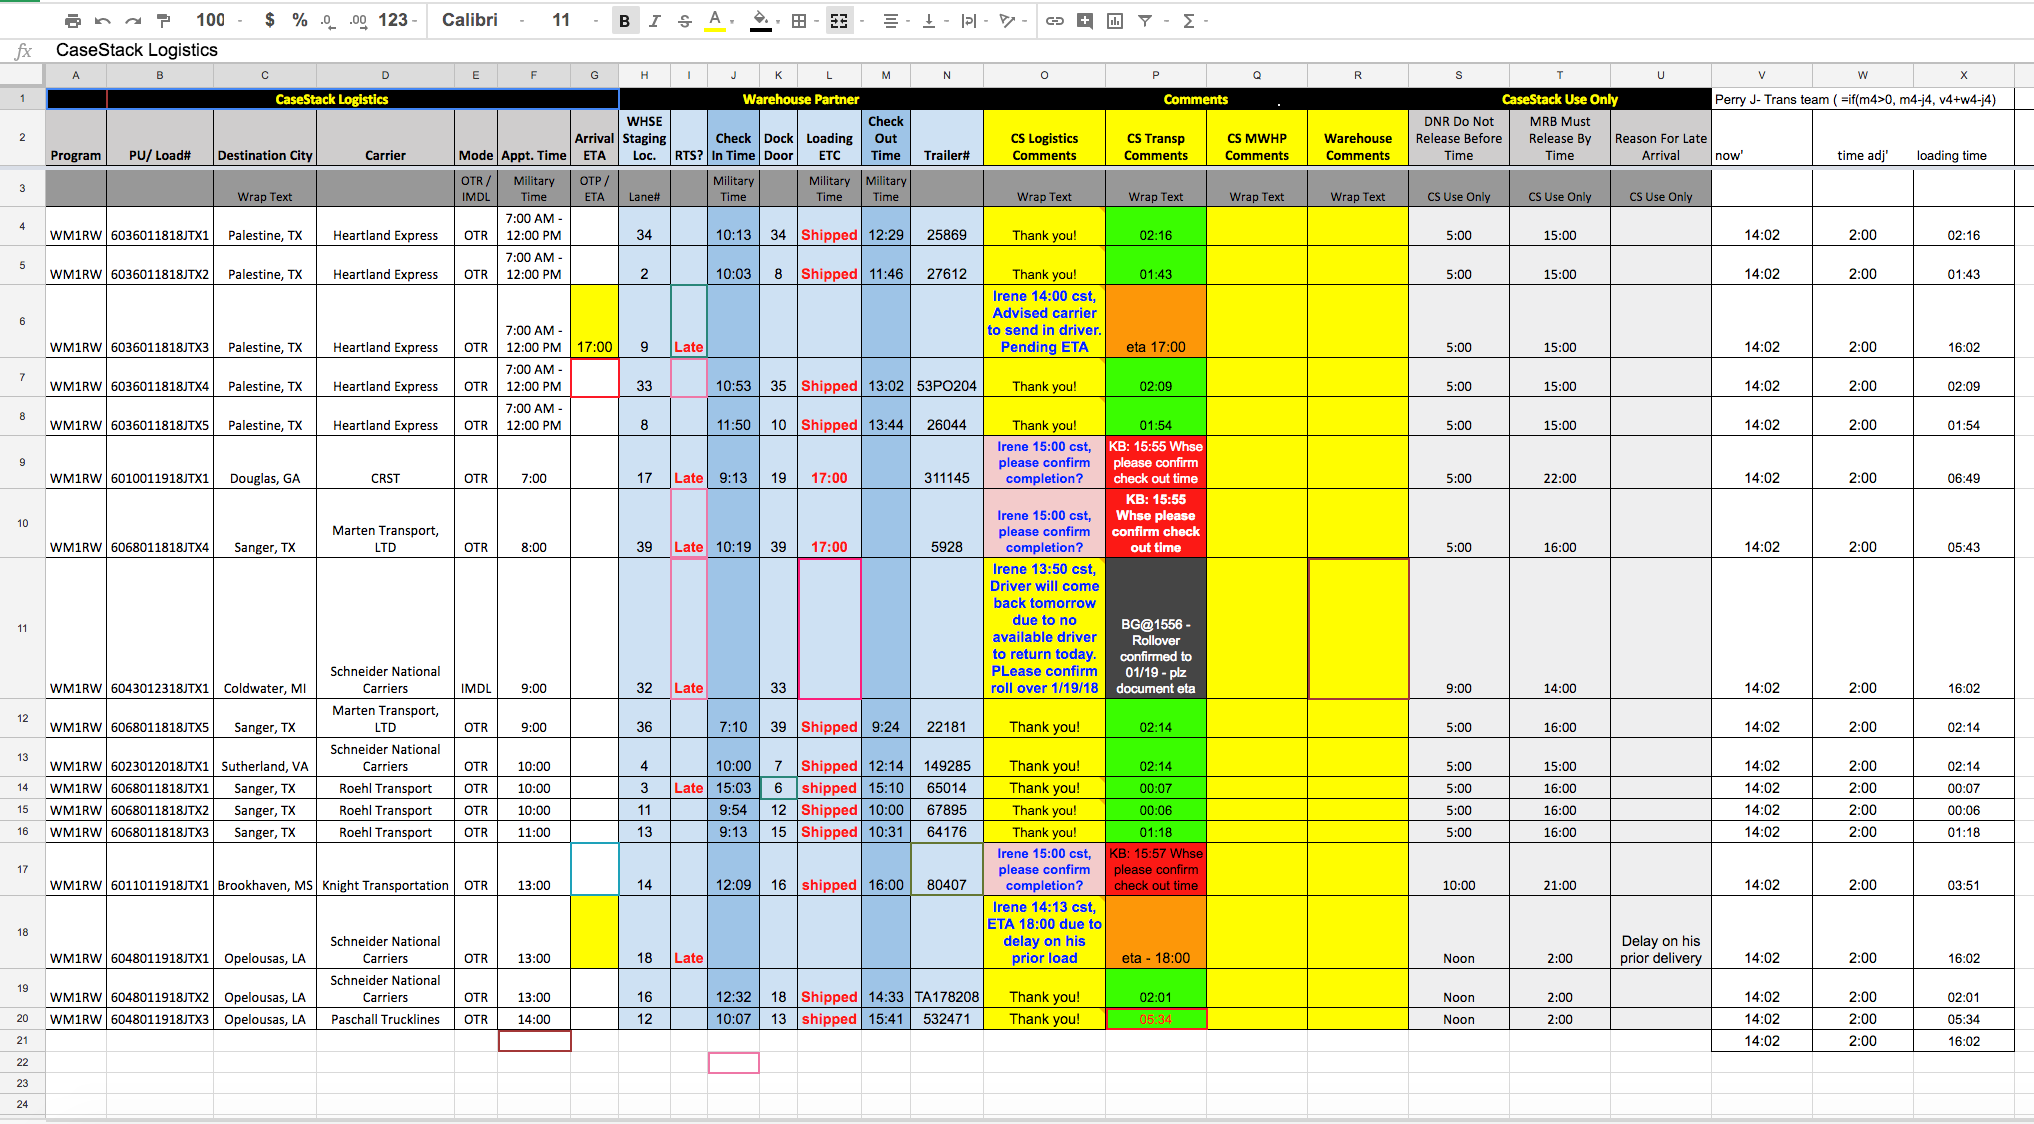 100 $ % .0 .00 123 Calibri 11 B I S A Σ
fx CaseStack Logistics
A B C D E F G H I J K L M N O P Q R S T U V W X
1 CaseStack Logistics Warehouse Partner Comments CaseStack Use Only Perry J- Trans team ( =if(m4>0, m4-j4, v4+w4-j4)
2 Program PU/ Load# Destination City Carrier Mode Appt. Time Arrival ETA WHSE Staging Loc. RTS? Check In Time Dock Door Loading ETC Check Out Time Trailer# CS Logistics Comments CS Transp Comments CS MWHP Comments Warehouse Comments DNR Do Not Release Before Time MRB Must Release By Time Reason For Late Arrival now' time adj' loading time
3 Wrap Text OTR / IMDL Military Time OTP / ETA Lane# Military Time Military Time Military Time Wrap Text Wrap Text Wrap Text Wrap Text CS Use Only CS Use Only CS Use Only
4 WM1RW 6036011818JTX1 Palestine, TX Heartland Express OTR 7:00 AM - 12:00 PM 34 10:13 34 Shipped 12:29 25869 Thank you! 02:16 5:00 15:00 14:02 2:00 02:16
5 WM1RW 6036011818JTX2 Palestine, TX Heartland Express OTR 7:00 AM - 12:00 PM 2 10:03 8 Shipped 11:46 27612 Thank you! 01:43 5:00 15:00 14:02 2:00 01:43
6 WM1RW 6036011818JTX3 Palestine, TX Heartland Express OTR 7:00 AM - 12:00 PM 17:00 9 Late Irene 14:00 cst, Advised carrier to send in driver. Pending ETA eta 17:00 5:00 15:00 14:02 2:00 16:02
7 WM1RW 6036011818JTX4 Palestine, TX Heartland Express OTR 7:00 AM - 12:00 PM 33 10:53 35 Shipped 13:02 53PO204 Thank you! 02:09 5:00 15:00 14:02 2:00 02:09
8 WM1RW 6036011818JTX5 Palestine, TX Heartland Express OTR 7:00 AM - 12:00 PM 8 11:50 10 Shipped 13:44 26044 Thank you! 01:54 5:00 15:00 14:02 2:00 01:54
9 WM1RW 6010011918JTX1 Douglas, GA CRST OTR 7:00 17 Late 9:13 19 17:00 311145 Irene 15:00 cst, please confirm completion? KB: 15:55 Whse please confirm check out time 5:00 22:00 14:02 2:00 06:49
10 WM1RW 6068011818JTX4 Sanger, TX Marten Transport, LTD OTR 8:00 39 Late 10:19 39 17:00 5928 Irene 15:00 cst, please confirm completion? KB: 15:55 Whse please confirm check out time 5:00 16:00 14:02 2:00 05:43
11 WM1RW 6043012318JTX1 Coldwater, MI Schneider National Carriers IMDL 9:00 32 Late 33 Irene 13:50 cst, Driver will come back tomorrow due to no available driver to return today. PLease confirm roll over 1/19/18 BG@1556 - Rollover confirmed to 01/19 - plz document eta 9:00 14:00 14:02 2:00 16:02
12 WM1RW 6068011818JTX5 Sanger, TX Marten Transport, LTD OTR 9:00 36 7:10 39 Shipped 9:24 22181 Thank you! 02:14 5:00 16:00 14:02 2:00 02:14
13 WM1RW 6023012018JTX1 Sutherland, VA Schneider National Carriers OTR 10:00 4 10:00 7 Shipped 12:14 149285 Thank you! 02:14 5:00 15:00 14:02 2:00 02:14
14 WM1RW 6068011818JTX1 Sanger, TX Roehl Transport OTR 10:00 3 Late 15:03 6 shipped 15:10 65014 Thank you! 00:07 5:00 16:00 14:02 2:00 00:07
15 WM1RW 6068011818JTX2 Sanger, TX Roehl Transport OTR 10:00 11 9:54 12 Shipped 10:00 67895 Thank you! 00:06 5:00 16:00 14:02 2:00 00:06
16 WM1RW 6068011818JTX3 Sanger, TX Roehl Transport OTR 11:00 13 9:13 15 Shipped 10:31 64176 Thank you! 01:18 5:00 16:00 14:02 2:00 01:18
17 WM1RW 6011011918JTX1 Brookhaven, MS Knight Transportation OTR 13:00 14 12:09 16 shipped 16:00 80407 Irene 15:00 cst, please confirm completion? KB: 15:57 Whse please confirm check out time 10:00 21:00 14:02 2:00 03:51
18 WM1RW 6048011918JTX1 Opelousas, LA Schneider National Carriers OTR 13:00 18 Late Irene 14:13 cst, ETA 18:00 due to delay on his prior load eta - 18:00 Noon 2:00 Delay on his prior delivery 14:02 2:00 16:02
19 WM1RW 6048011918JTX2 Opelousas, LA Schneider National Carriers OTR 13:00 16 12:32 18 Shipped 14:33 TA178208 Thank you! 02:01 Noon 2:00 14:02 2:00 02:01
20 WM1RW 6048011918JTX3 Opelousas, LA Paschall Trucklines OTR 14:00 12 10:07 13 shipped 15:41 532471 Thank you! 05:34 Noon 2:00 14:02 2:00 05:34
21 14:02 2:00 16:02
22
23
24